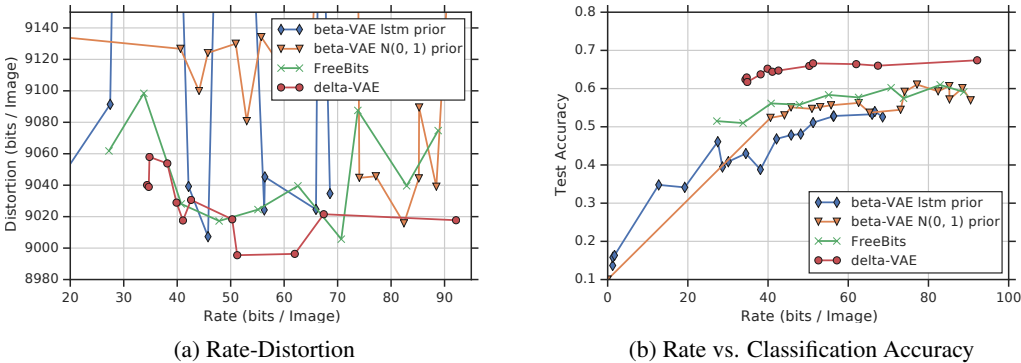 9140
9120
9100
9080
9060
9040
9020
9000
8980
Distortion (bits / Image)
20 30 40 50 60 70 80 90
Rate (bits / Image)
beta-VAE lstm prior
beta-VAE N(0, 1) prior
FreeBits
delta-VAE
(a) Rate-Distortion
0.8
0.7
0.6
0.5
0.4
0.3
0.2
0.1
Test Accuracy
0 20 40 60 80 100
Rate (bits / Image)
beta-VAE lstm prior
beta-VAE N(0, 1) prior
FreeBits
delta-VAE
(b) Rate vs. Classification Accuracy